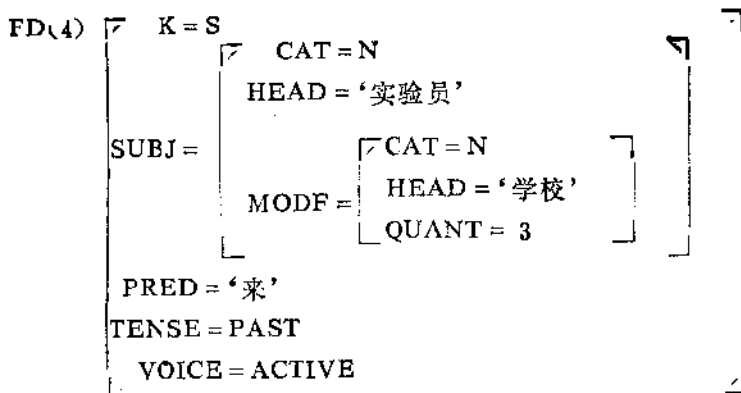 FD(4)
K=S
CAT=N
HEAD=‘实验员’
SUBJ=
CAT=N
MODF=
HEAD=‘学校’
QUANT=3
PRED=‘来’
TENSE=PAST
VOICE=ACTIVE